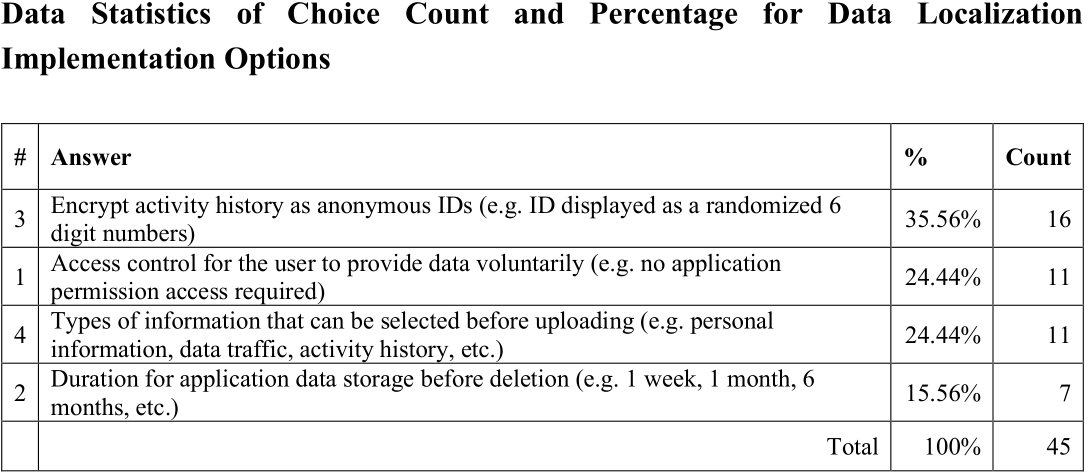 Data Statistics of Choice Count and Percentage for Data Localization
Implementation Options
# Answer % Count
3 Encrypt activity history as anonymous IDs (e.g. ID displayed as a randomized 6
digit numbers) 35.56% 16
1 Access control for the user to provide data voluntarily (e.g. no application
permission access required) 24.44% 11
4 Types of information that can be selected before uploading (e.g. personal
information, data traffic, activity history, etc.) 24.44% 11
2 Duration for application data storage before deletion (e.g. 1 week, 1 month, 6
months, etc.) 15.56% 7
Total 100% 45